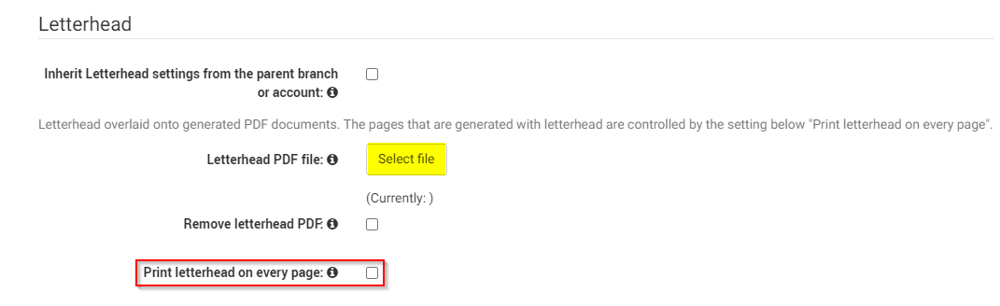 Letterhead
Inherit Letterhead settings from the parent branch
or account:
Letterhead overlaid onto generated PDF documents. The pages that are generated with letterhead are controlled by the setting below "Print letterhead on every page".
Letterhead PDF file:
Select file
(Currently: )
Remove letterhead PDF:
Print letterhead on every page: